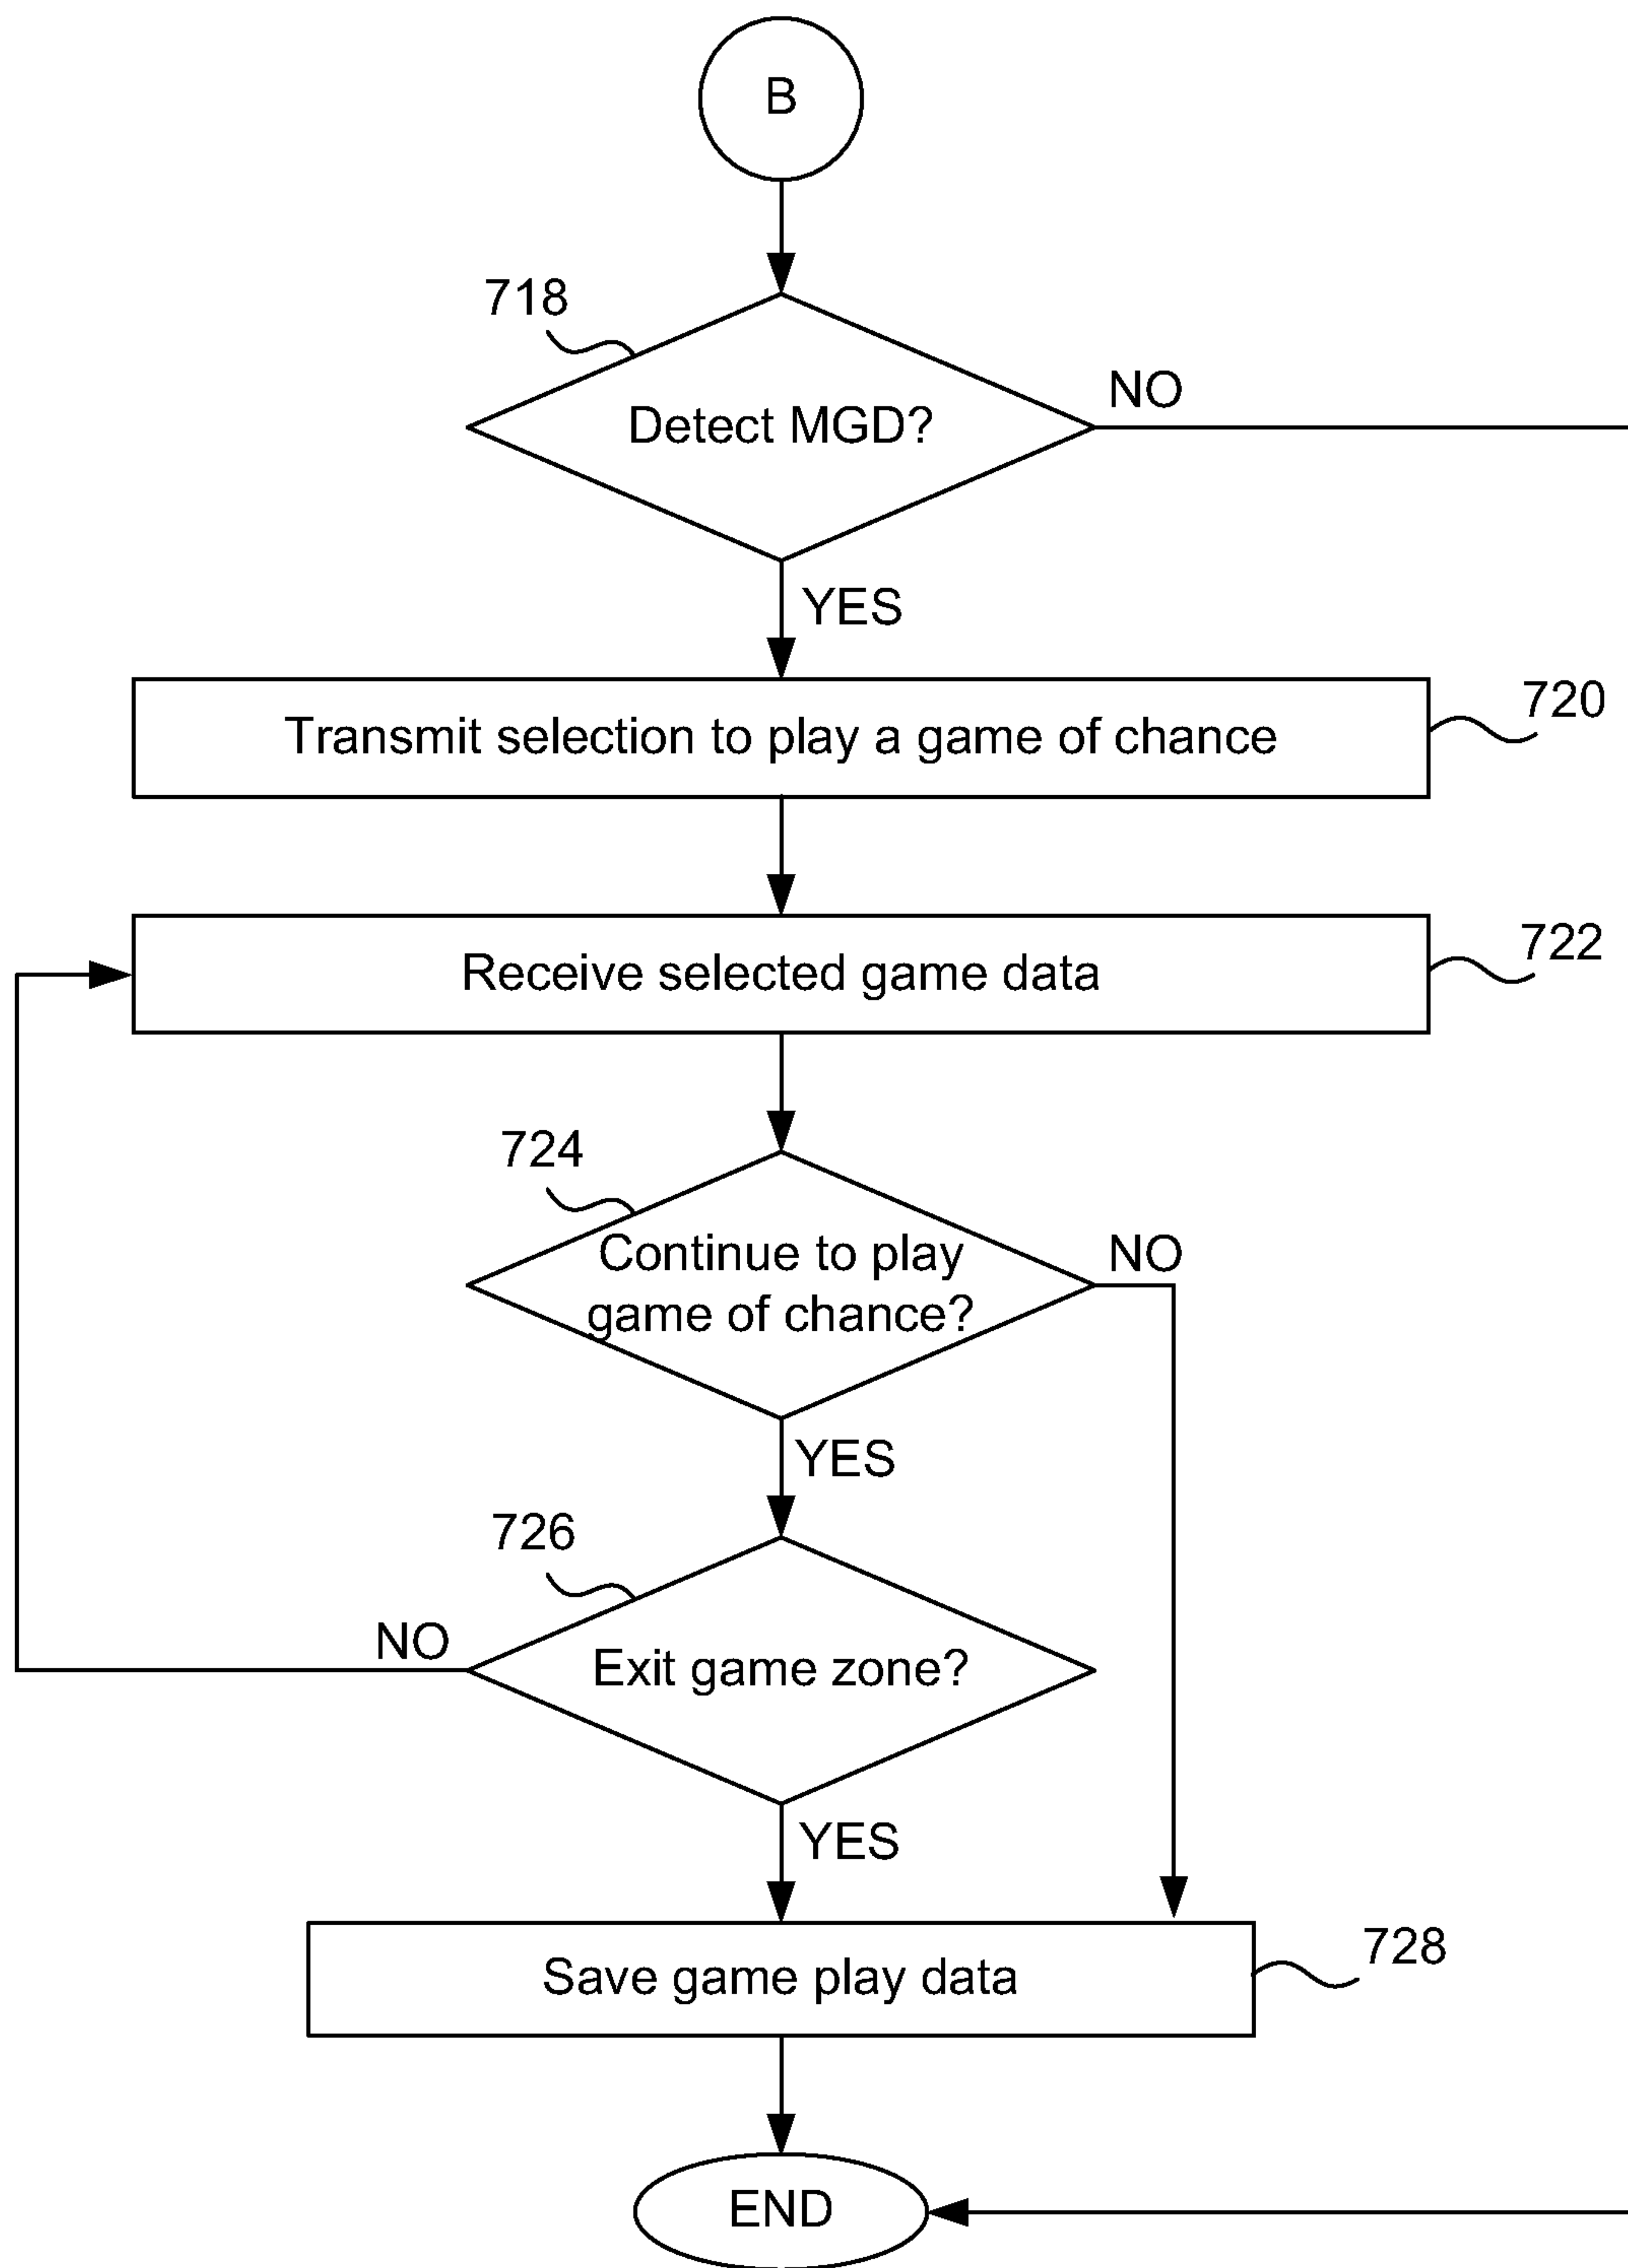 B
718
Detect MGD?
NO
YES
Transmit selection to play a game of chance
720
Receive selected game data
722
724
Continue to play
game of chance?
NO
YES
726
Exit game zone?
NO
YES
Save game play data
728
END